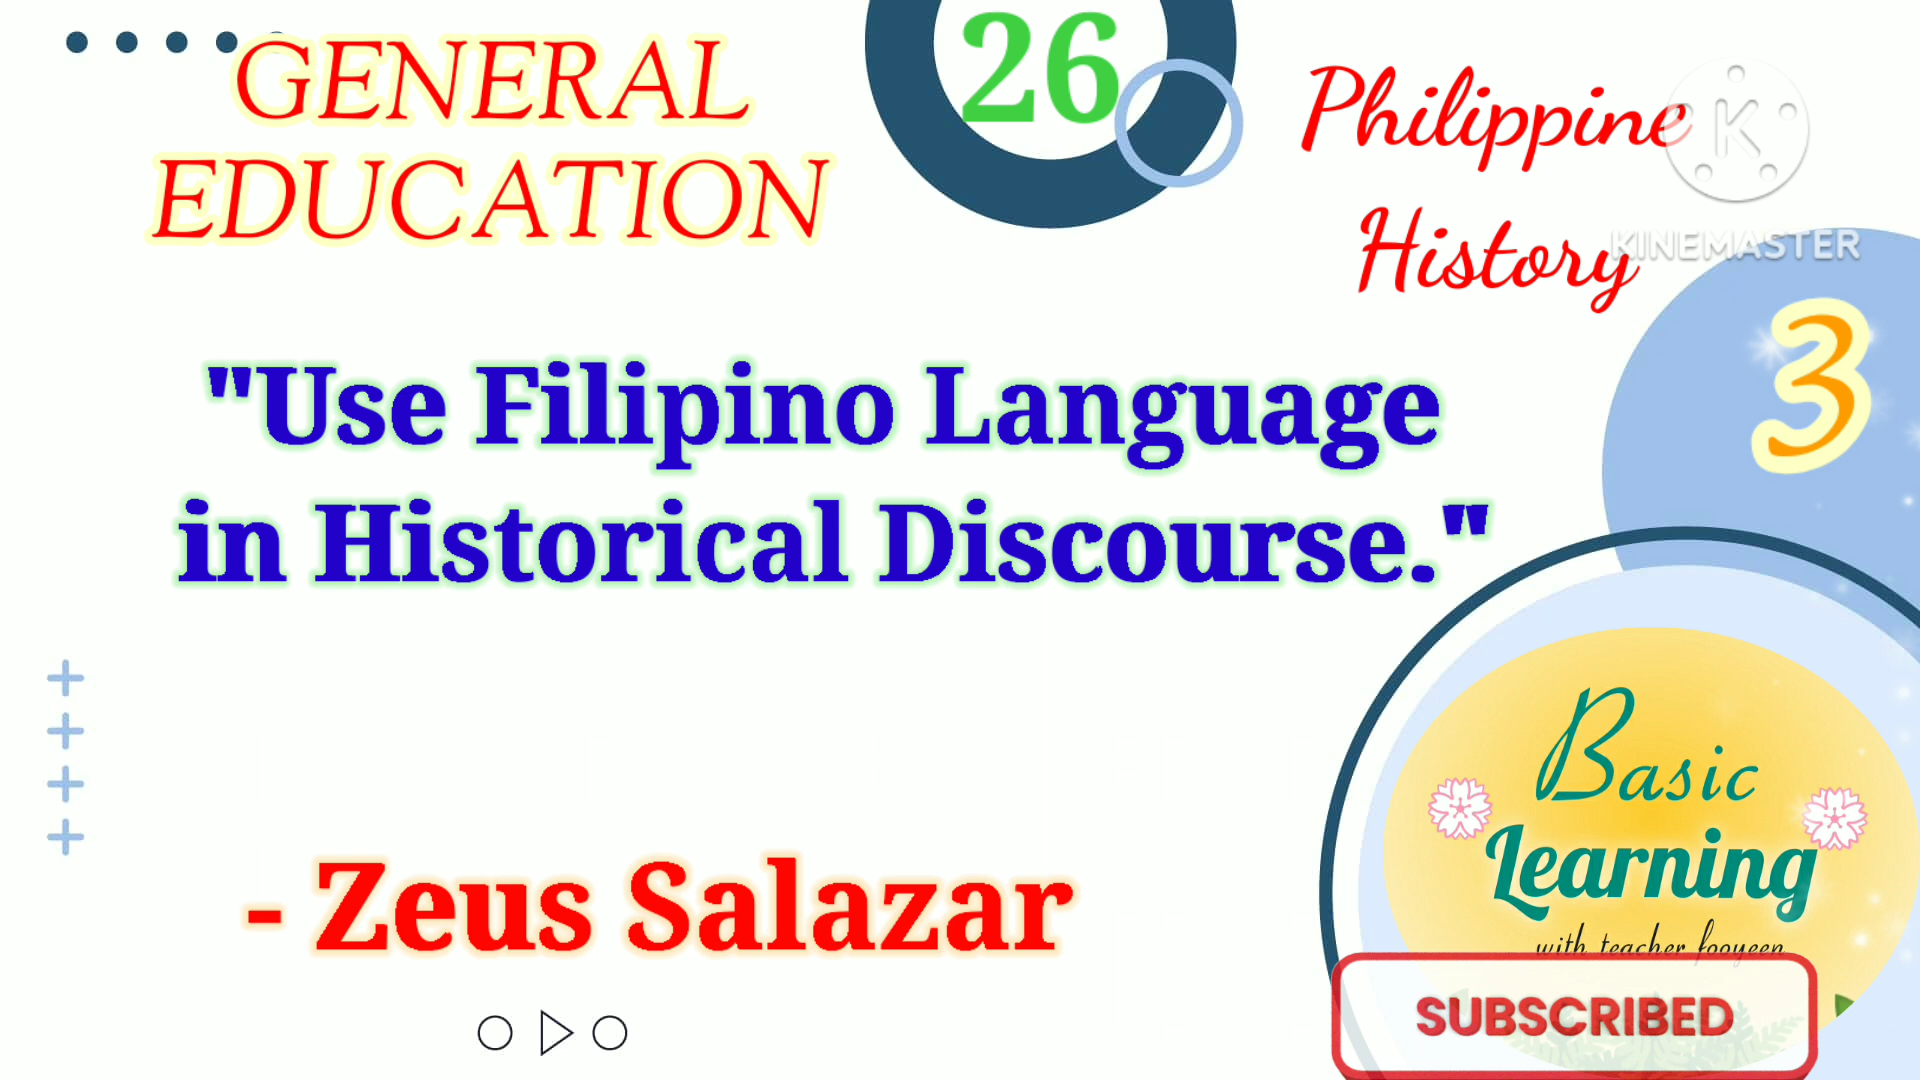 GENERAL
EDUCATION
26
Philippine
History
KINEMASTER
3
"Use Filipino Language
in Historical Discourse."
- Zeus Salazar
Basic
Learning
with teacher fooyeen
SUBSCRIBED